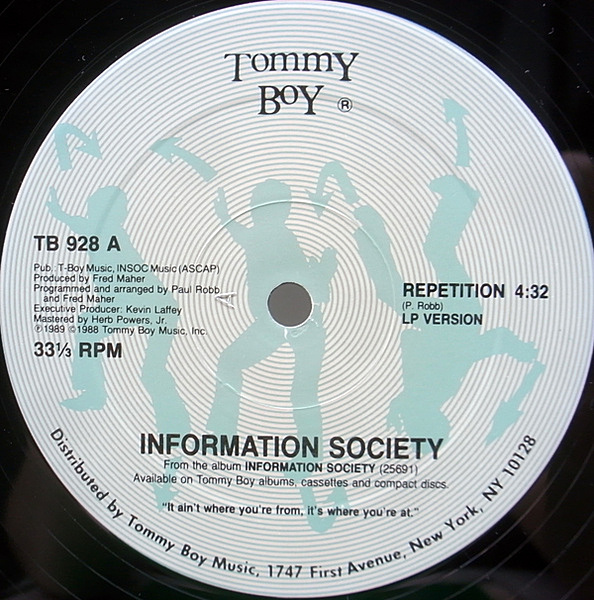 Tommy
Boy ®
TB 928 A
Pub. T-Boy Music, INSOC Music (ASCAP)
Produced by Fred Maher
Programmed and arranged by Paul Robb
and Fred Maher
Executive Producer: Kevin Laffey
Mastered by Herb Powers, Jr.
℗1989 ©1988 Tommy Boy Music, Inc.
33⅓ RPM
REPETITION 4:32
(P. Robb)
LP VERSION
INFORMATION SOCIETY
From the album INFORMATION SOCIETY (25691)
Available on Tommy Boy albums, cassettes and compact discs.
"It ain't where you're from, it's where you're at."
Distributed by Tommy Boy Music, 1747 First Avenue, New York, NY 10128